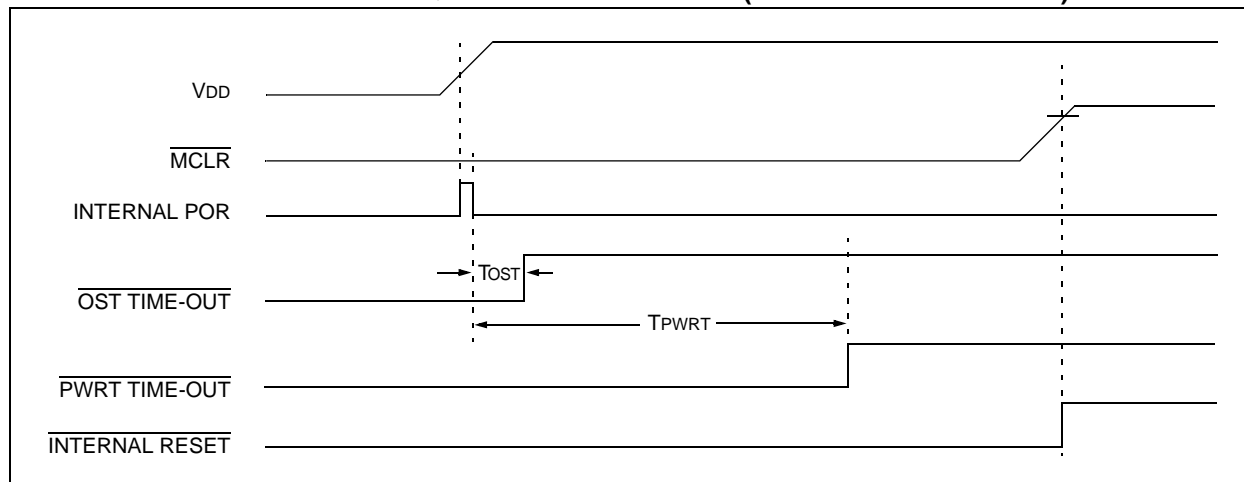 VDD
MCLR
INTERNAL POR
TOST
OST TIME-OUT
TPWRT
PWRT TIME-OUT
INTERNAL RESET